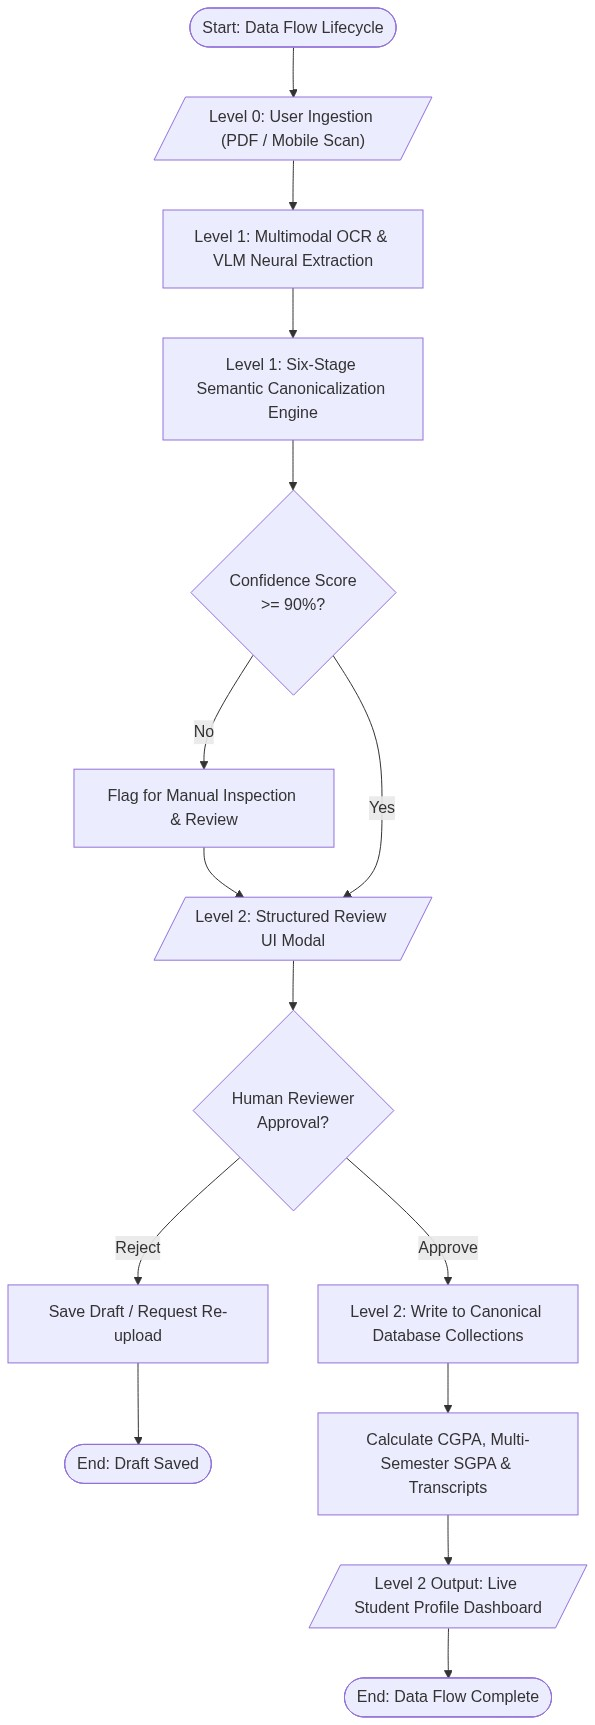 Start: Data Flow Lifecycle
Level 0: User Ingestion
(PDF / Mobile Scan)
Level 1: Multimodal OCR &
VLM Neural Extraction
Level 1: Six-Stage
Semantic Canonicalization
Engine
Confidence Score
>= 90%?
No
Yes
Flag for Manual Inspection
& Review
Level 2: Structured Review
UI Modal
Human Reviewer
Approval?
Reject
Approve
Save Draft / Request Re-
upload
Level 2: Write to Canonical
Database Collections
End: Draft Saved
Calculate CGPA, Multi-
Semester SGPA &
Transcripts
Level 2 Output: Live
Student Profile Dashboard
End: Data Flow Complete